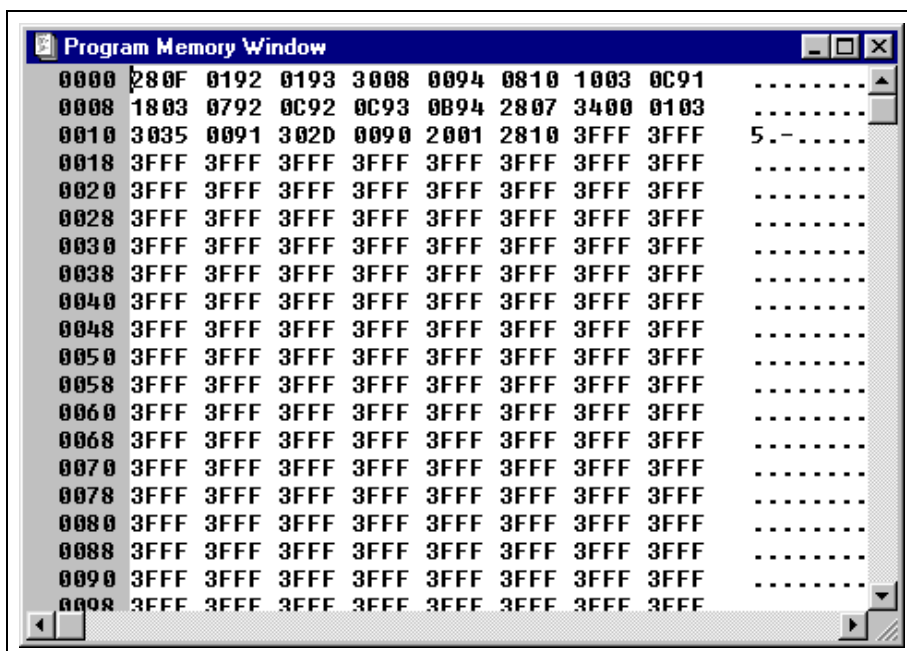 Program Memory Window
0000 280F 0192 0193 3008 0094 0810 1003 0C91 ........
0008 1803 0792 0C92 0C93 0B94 2807 3400 0103 ........
0010 3035 0091 302D 0090 2001 2810 3FFF 3FFF 5.-.....
0018 3FFF 3FFF 3FFF 3FFF 3FFF 3FFF 3FFF 3FFF ........
0020 3FFF 3FFF 3FFF 3FFF 3FFF 3FFF 3FFF 3FFF ........
0028 3FFF 3FFF 3FFF 3FFF 3FFF 3FFF 3FFF 3FFF ........
0030 3FFF 3FFF 3FFF 3FFF 3FFF 3FFF 3FFF 3FFF ........
0038 3FFF 3FFF 3FFF 3FFF 3FFF 3FFF 3FFF 3FFF ........
0040 3FFF 3FFF 3FFF 3FFF 3FFF 3FFF 3FFF 3FFF ........
0048 3FFF 3FFF 3FFF 3FFF 3FFF 3FFF 3FFF 3FFF ........
0050 3FFF 3FFF 3FFF 3FFF 3FFF 3FFF 3FFF 3FFF ........
0058 3FFF 3FFF 3FFF 3FFF 3FFF 3FFF 3FFF 3FFF ........
0060 3FFF 3FFF 3FFF 3FFF 3FFF 3FFF 3FFF 3FFF ........
0068 3FFF 3FFF 3FFF 3FFF 3FFF 3FFF 3FFF 3FFF ........
0070 3FFF 3FFF 3FFF 3FFF 3FFF 3FFF 3FFF 3FFF ........
0078 3FFF 3FFF 3FFF 3FFF 3FFF 3FFF 3FFF 3FFF ........
0080 3FFF 3FFF 3FFF 3FFF 3FFF 3FFF 3FFF 3FFF ........
0088 3FFF 3FFF 3FFF 3FFF 3FFF 3FFF 3FFF 3FFF ........
0090 3FFF 3FFF 3FFF 3FFF 3FFF 3FFF 3FFF 3FFF ........
0098 3FFF 3FFF 3FFF 3FFF 3FFF 3FFF 3FFF 3FFF